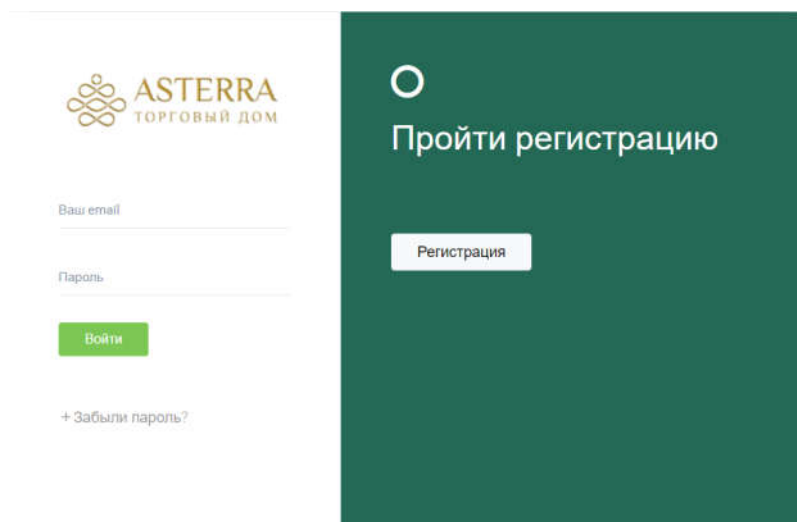 ASTERRA
ТОРГОВЫЙ ДОМ
Ваш email
Пароль
Войти
+ Забыли пароль?
Пройти регистрацию
Регистрация